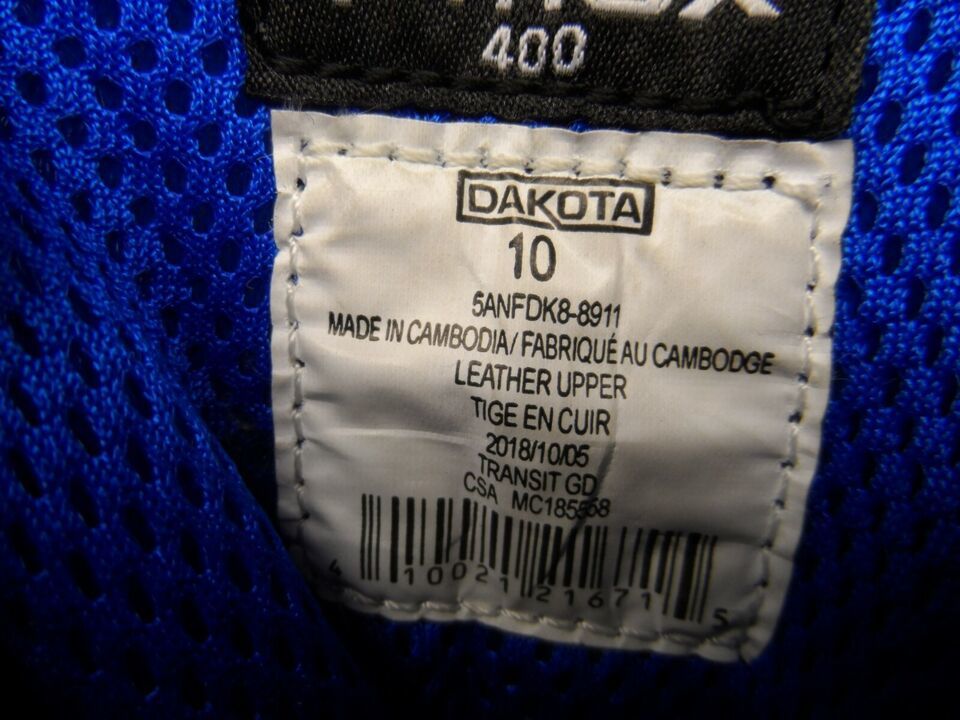 400
DAKOTA
10
5ANFDK8-8911
MADE IN CAMBODIA/ FABRIQUÉ AU CAMBODGE
LEATHER UPPER
TIGE EN CUIR
2018/10/05
TRANSIT GD
CSA MC185568
4 10021 21671 5